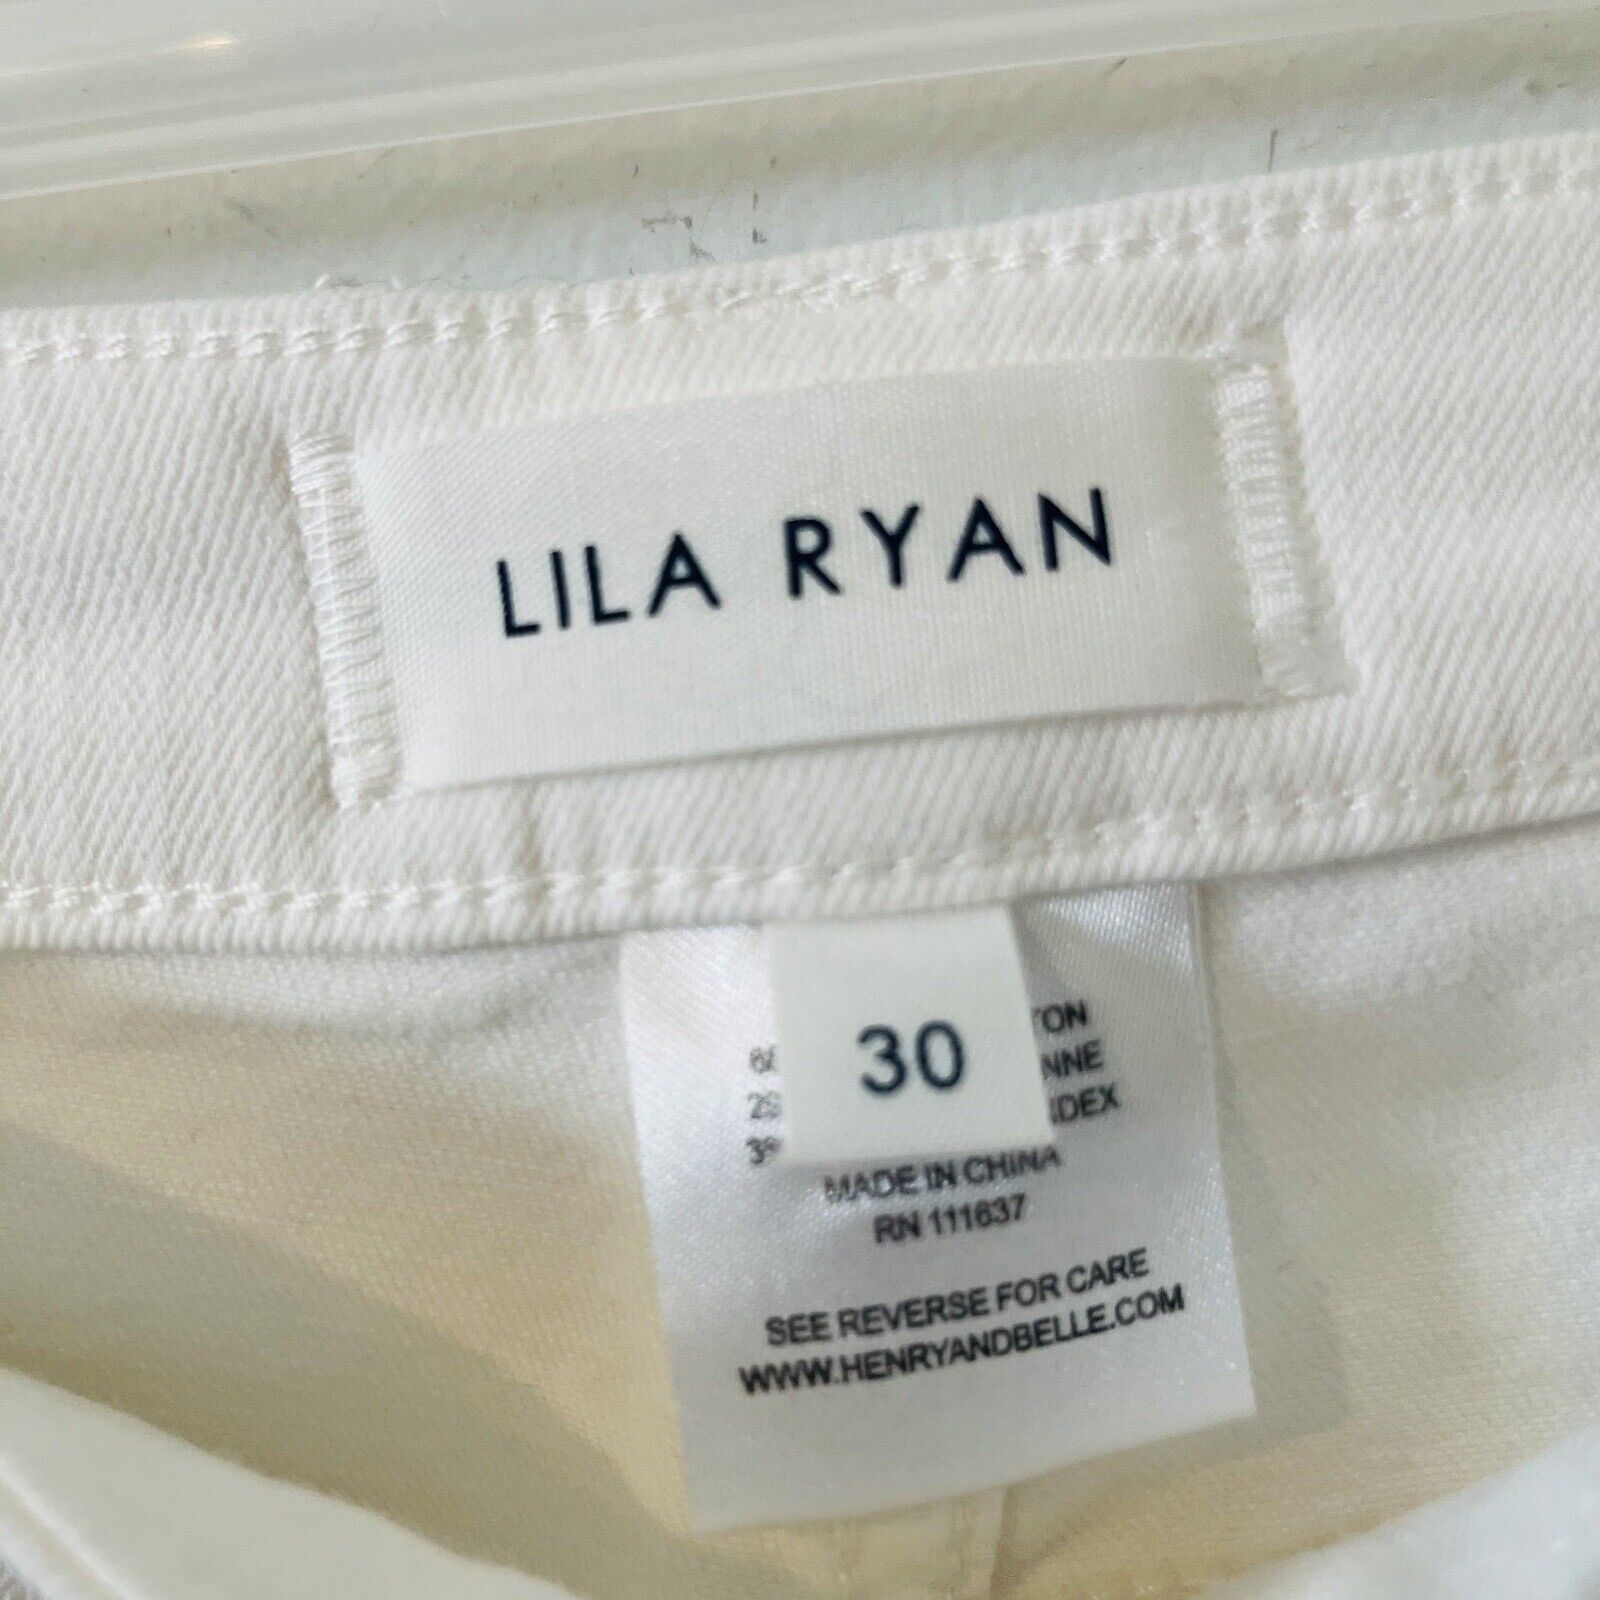 LILA RYAN
30
MADE IN CHINA
RN 111637
SEE REVERSE FOR CARE
WWW.HENRYANDBELLE.COM